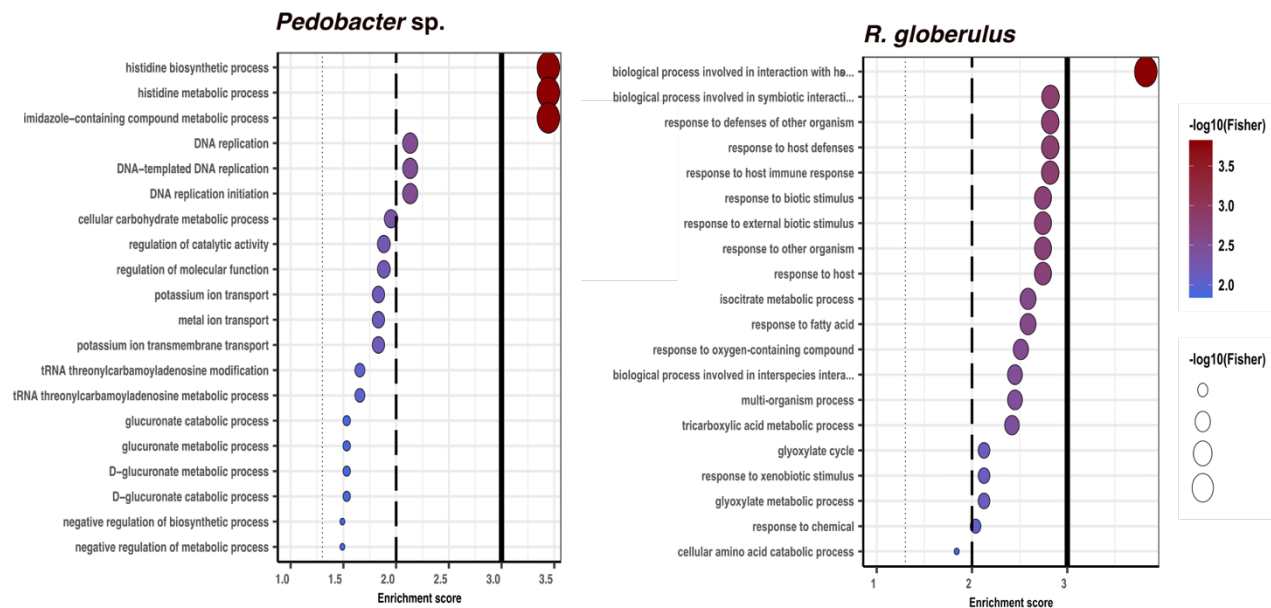 Pedobacter sp.
histidine biosynthetic process
histidine metabolic process
imidazole−containing compound metabolic process
DNA replication
DNA−templated DNA replication
DNA replication initiation
cellular carbohydrate metabolic process
regulation of catalytic activity
regulation of molecular function
potassium ion transport
metal ion transport
potassium ion transmembrane transport
tRNA threonylcarbamoyladenosine modification
tRNA threonylcarbamoyladenosine metabolic process
glucuronate catabolic process
glucuronate metabolic process
D−glucuronate metabolic process
D−glucuronate catabolic process
negative regulation of biosynthetic process
negative regulation of metabolic process
1.0 1.5 2.0 2.5 3.0 3.5
Enrichment score
R. globerulus
biological process involved in interaction with ho...
biological process involved in symbiotic interacti...
response to defenses of other organism
response to host defenses
response to host immune response
response to biotic stimulus
response to external biotic stimulus
response to other organism
response to host
isocitrate metabolic process
response to fatty acid
response to oxygen-containing compound
biological process involved in interspecies intera...
multi-organism process
tricarboxylic acid metabolic process
glyoxylate cycle
response to xenobiotic stimulus
glyoxylate metabolic process
response to chemical
cellular amino acid catabolic process
1 2 3
Enrichment score
-log10(Fisher)
3.5
3.0
2.5
2.0
-log10(Fisher)